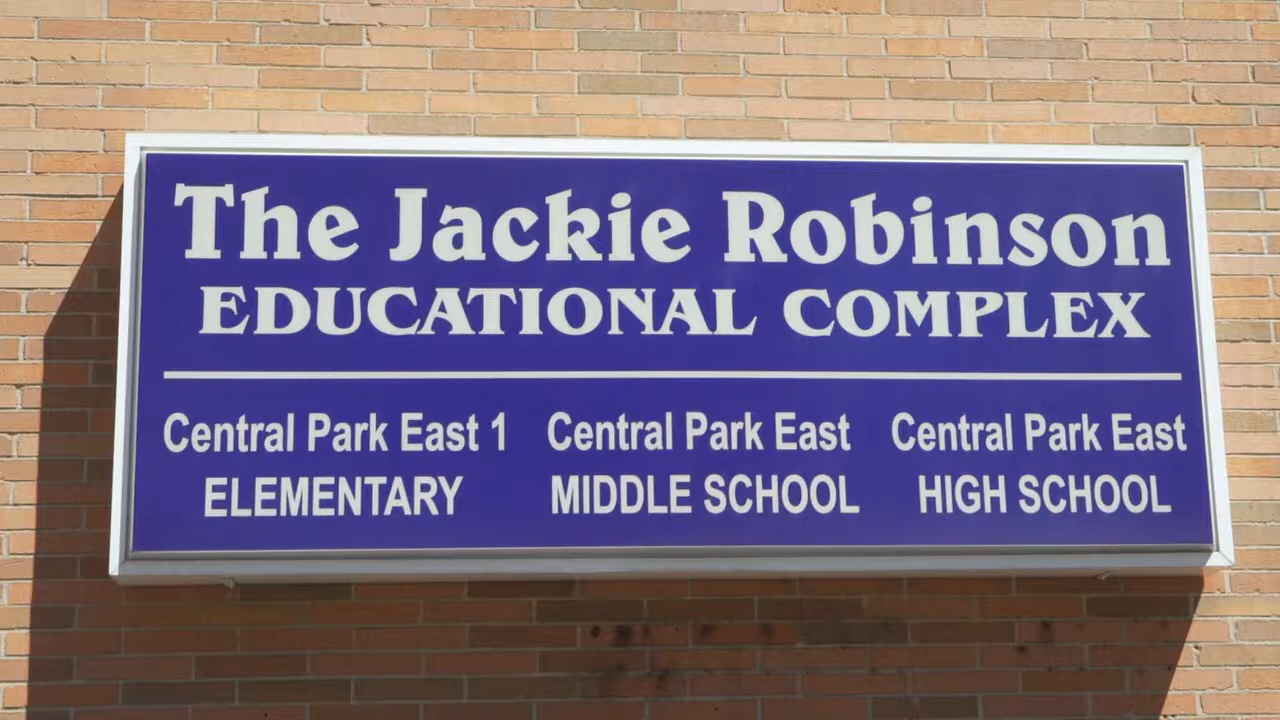 The Jackie Robinson
EDUCATIONAL COMPLEX
Central Park East 1
ELEMENTARY
Central Park East
MIDDLE SCHOOL
Central Park East
HIGH SCHOOL